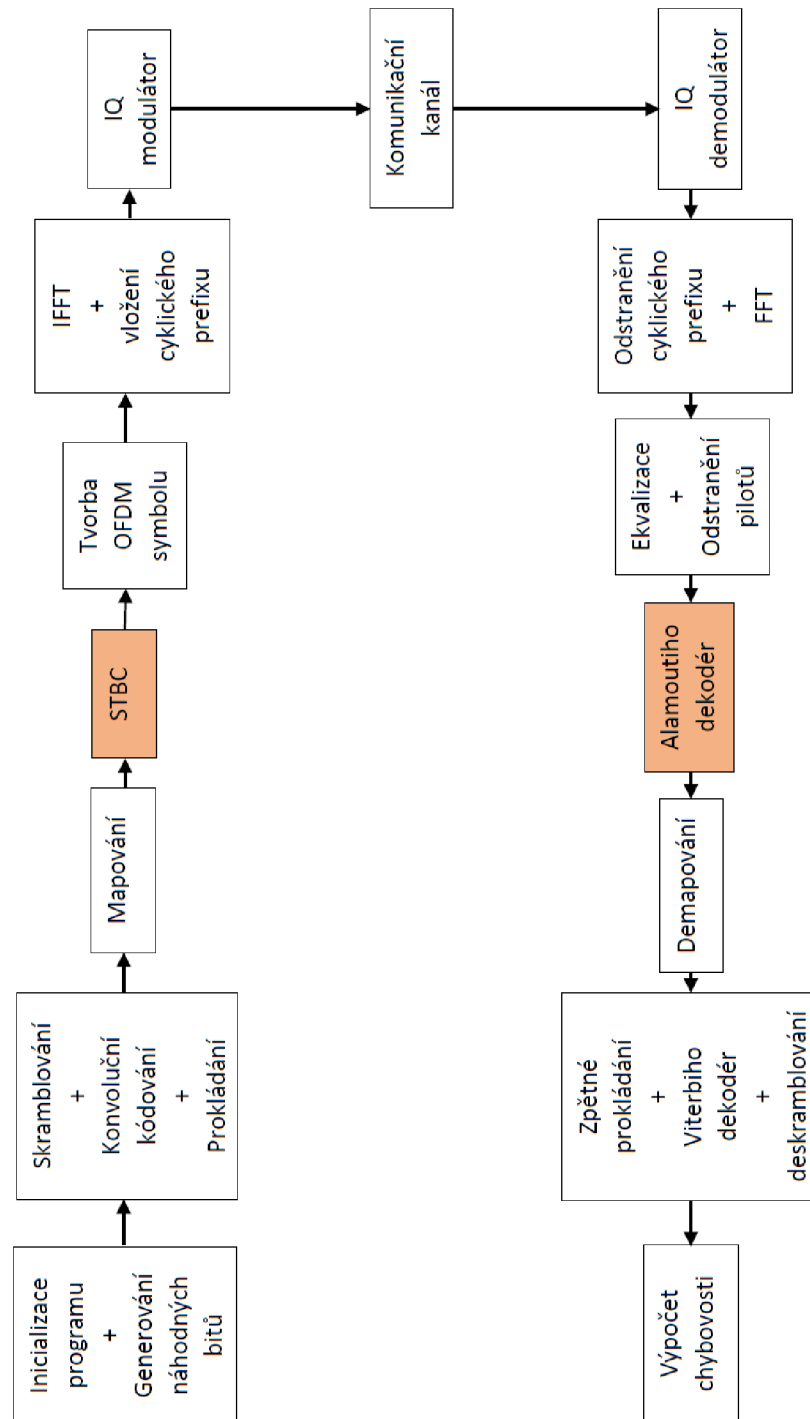 Inicializace
programu
+
Generování
náhodných
bitů
Skramblování
+
Konvoluční
kódování
+
Prokládání
Mapování
STBC
Tvorba
OFDM
symbolu
IFFT
+
vložení
cyklického
prefixu
IQ
modulátor
Komunikační
kanál
IQ
demodulátor
Odstranění
cyklického
prefixu
+
FFT
Ekvalizace
+
Odstranění
pilotů
Alamoutiho
dekodér
Demapování
Zpětné
prokládání
+
Viterbiho
dekodér
+
deskramblování
Výpočet
chybovosti